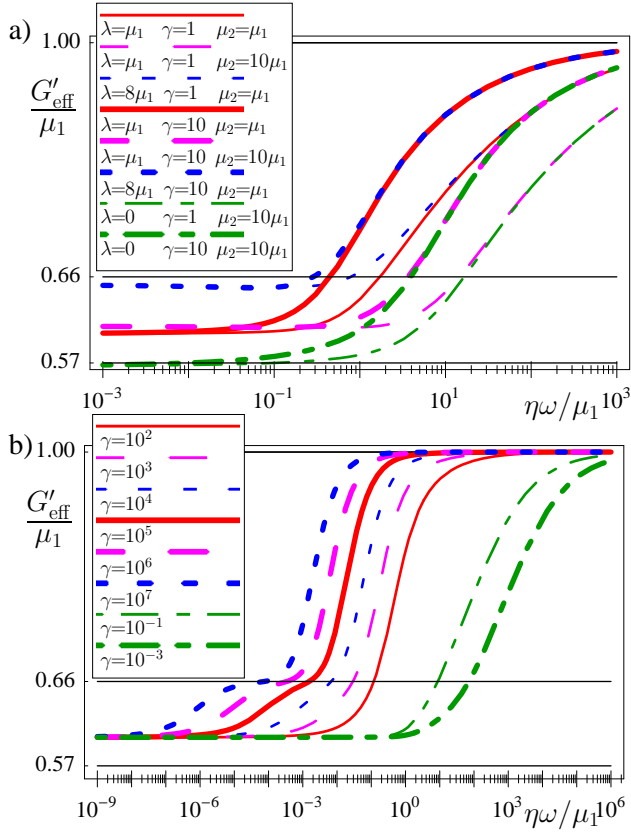 a)
λ=μ₁ γ=1 μ₂=μ₁
λ=μ₁ γ=1 μ₂=10μ₁
λ=8μ₁ γ=1 μ₂=μ₁
λ=μ₁ γ=10 μ₂=μ₁
λ=μ₁ γ=10 μ₂=10μ₁
λ=8μ₁ γ=10 μ₂=μ₁
λ=0 γ=1 μ₂=10μ₁
λ=0 γ=10 μ₂=10μ₁
1.00
G′eff/μ₁
0.66
0.57
10⁻³ 10⁻¹ 10¹ ηω/μ₁ 10³
b)
γ=10²
γ=10³
γ=10⁴
γ=10⁵
γ=10⁶
γ=10⁷
γ=10⁻¹
γ=10⁻³
1.00
G′eff/μ₁
0.66
0.57
10⁻⁹ 10⁻⁶ 10⁻³ 10⁰ 10³ ηω/μ₁ 10⁶